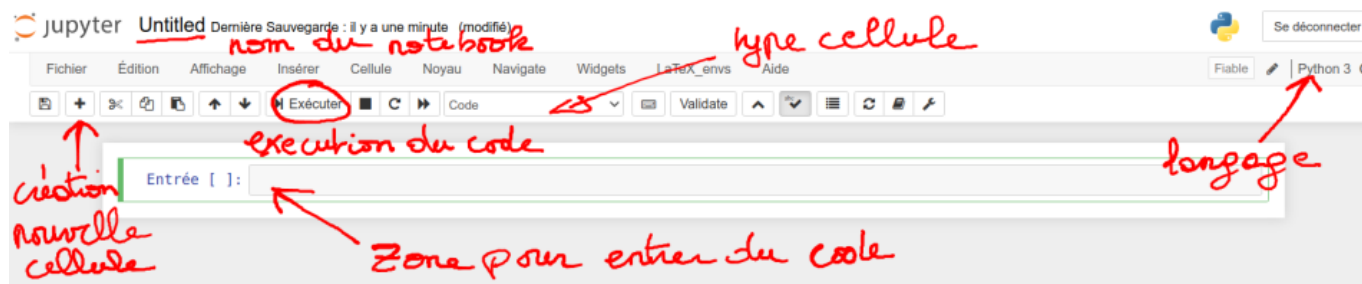 jupyter Untitled Dernière Sauvegarde : il y a une minute (modifié)
Se déconnecter
nom du notebook
type cellule
Fichier Édition Affichage Insérer Cellule Noyau Navigate Widgets LaTeX_envs Aide
Fiable Python 3
Exécuter Code Validate
execution du code
langage
Entrée [ ]:
création
nouvelle
cellule
Zone pour entrer du code